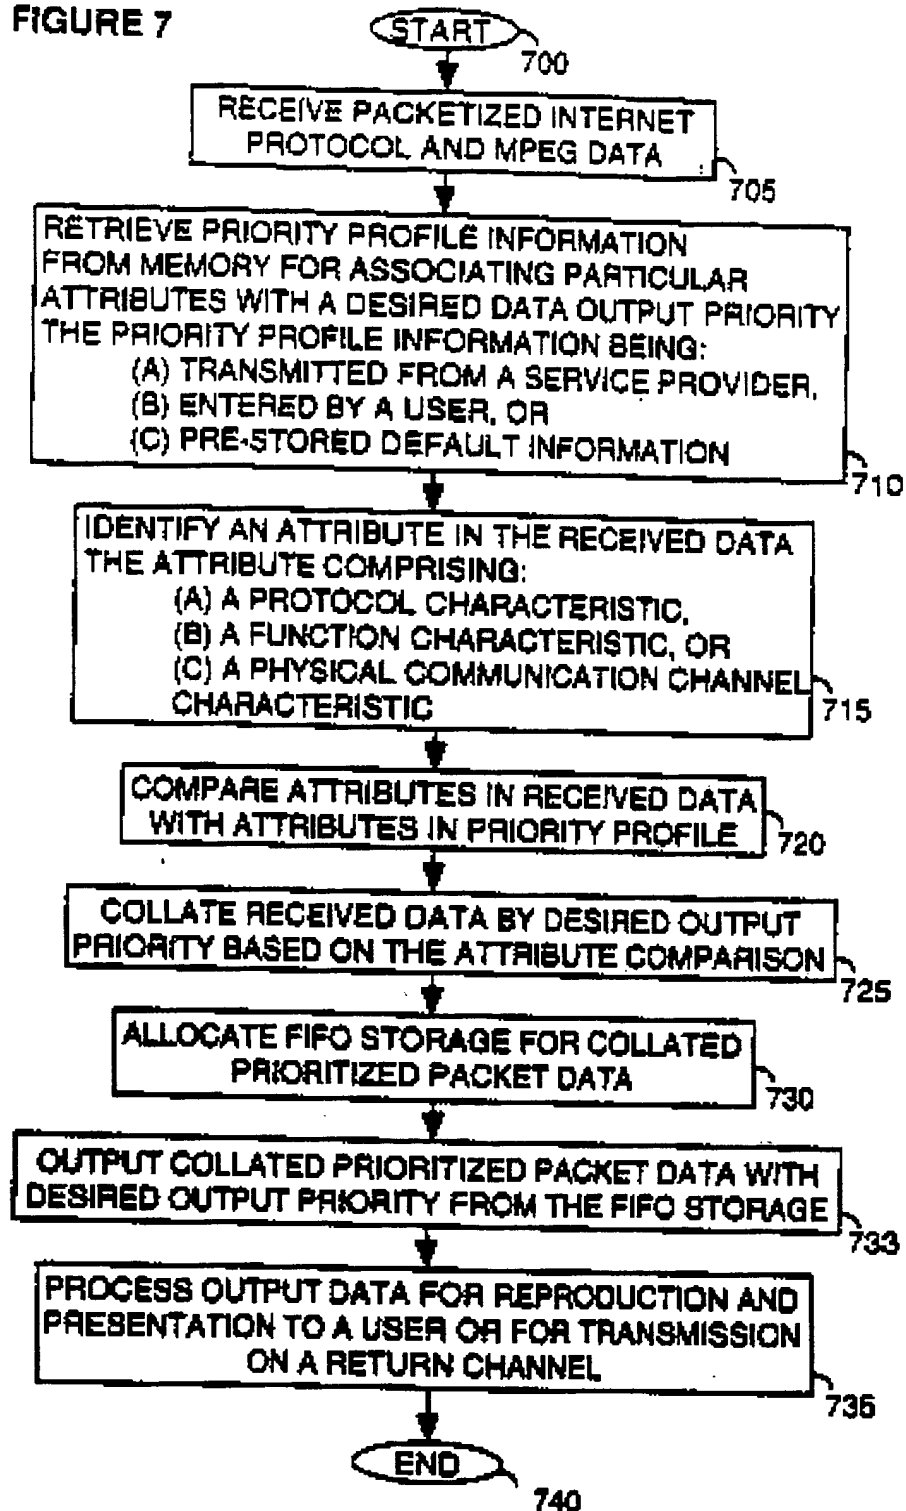 FIGURE 7
START
700
RECEIVE PACKETIZED INTERNET
PROTOCOL AND MPEG DATA
705
RETRIEVE PRIORITY PROFILE INFORMATION
FROM MEMORY FOR ASSOCIATING PARTICULAR
ATTRIBUTES WITH A DESIRED DATA OUTPUT PRIORITY
THE PRIORITY PROFILE INFORMATION BEING:
(A) TRANSMITTED FROM A SERVICE PROVIDER,
(B) ENTERED BY A USER, OR
(C) PRE-STORED DEFAULT INFORMATION
710
IDENTIFY AN ATTRIBUTE IN THE RECEIVED DATA
THE ATTRIBUTE COMPRISING:
(A) A PROTOCOL CHARACTERISTIC,
(B) A FUNCTION CHARACTERISTIC, OR
(C) A PHYSICAL COMMUNICATION CHANNEL
CHARACTERISTIC
715
COMPARE ATTRIBUTES IN RECEIVED DATA
WITH ATTRIBUTES IN PRIORITY PROFILE
720
COLLATE RECEIVED DATA BY DESIRED OUTPUT
PRIORITY BASED ON THE ATTRIBUTE COMPARISON
725
ALLOCATE FIFO STORAGE FOR COLLATED
PRIORITIZED PACKET DATA
730
OUTPUT COLLATED PRIORITIZED PACKET DATA WITH
DESIRED OUTPUT PRIORITY FROM THE FIFO STORAGE
733
PROCESS OUTPUT DATA FOR REPRODUCTION AND
PRESENTATION TO A USER OR FOR TRANSMISSION
ON A RETURN CHANNEL
735
END
740